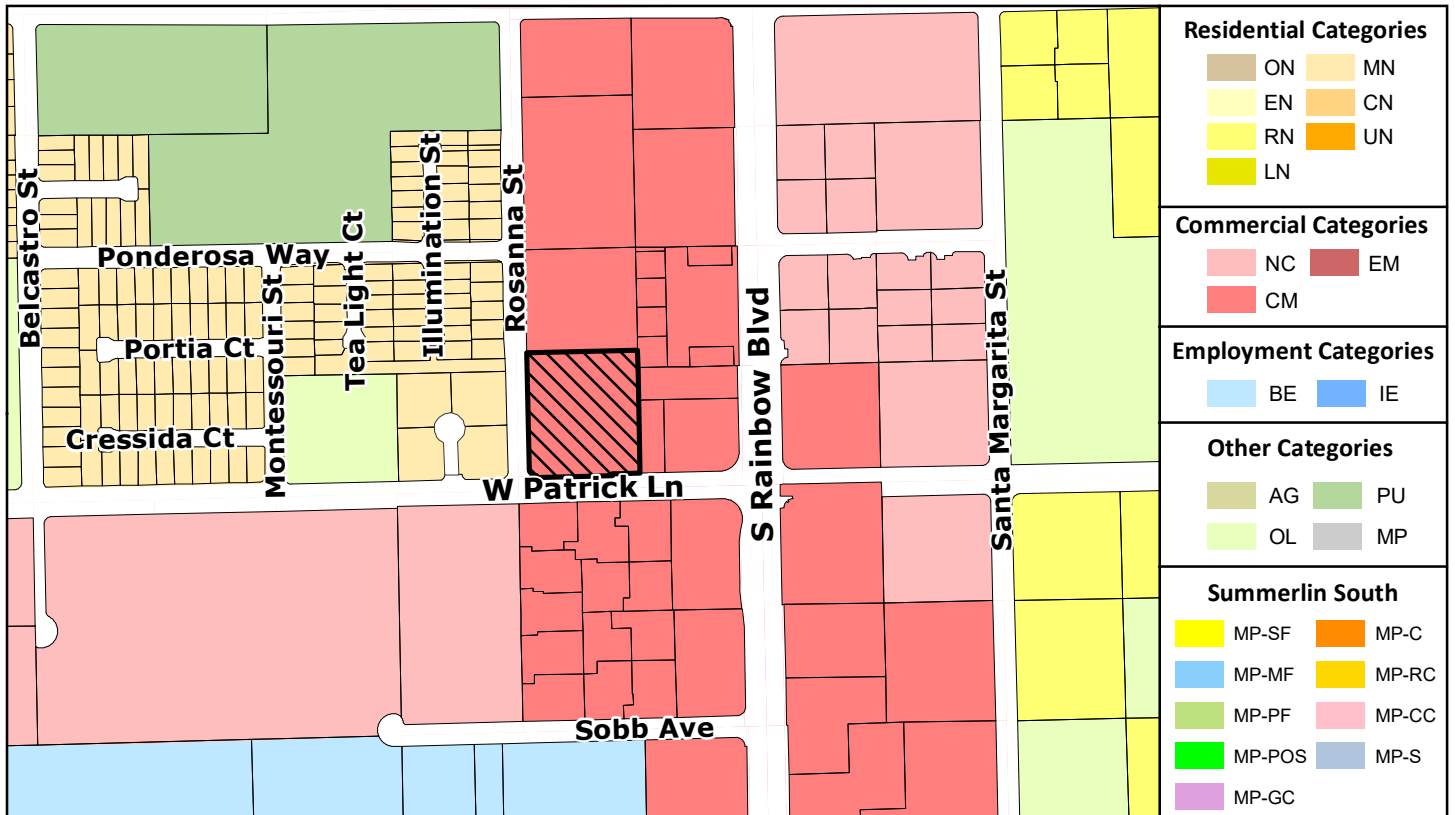 Belcastro St
Ponderosa Way
Portia Ct
Cressida Ct
Montessouri St
Tea Light Ct
Illumination St
Rosanna St
W Patrick Ln
S Rainbow Blvd
Santa Margarita St
Sobb Ave
Residential Categories
ON MN
EN CN
RN UN
LN
Commercial Categories
NC EM
CM
Employment Categories
BE IE
Other Categories
AG PU
OL MP
Summerlin South
MP-SF MP-C
MP-MF MP-RC
MP-PF MP-CC
MP-POS MP-S
MP-GC